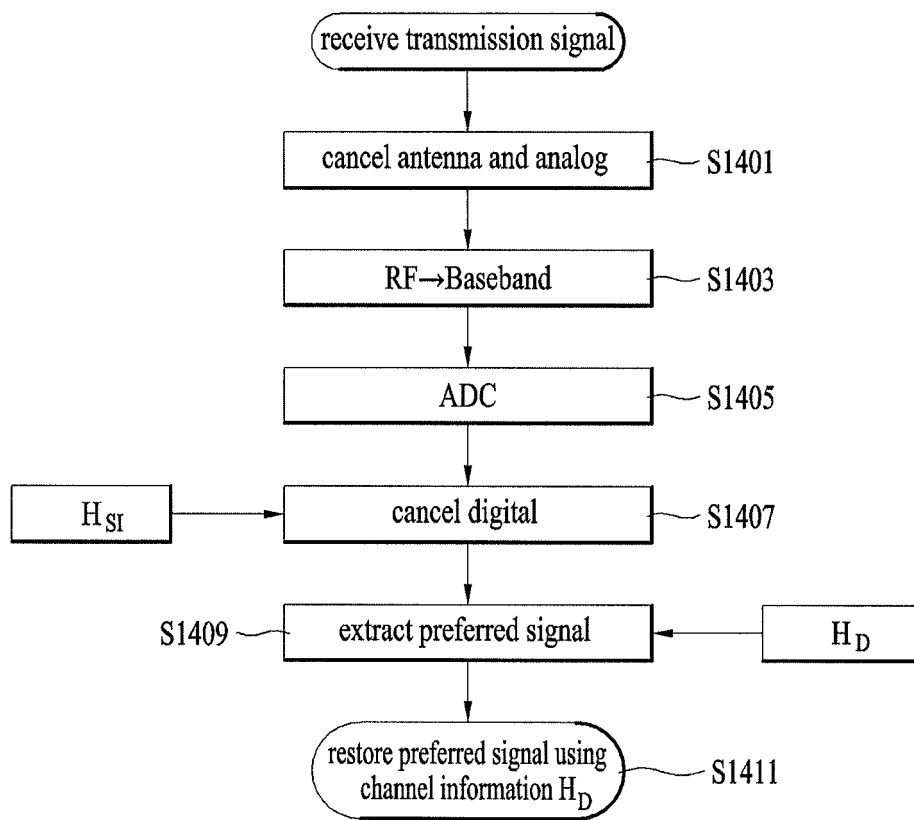 receive transmission signal
cancel antenna and analog
S1401
RF→Baseband
S1403
ADC
S1405
H_SI
cancel digital
S1407
S1409
extract preferred signal
H_D
restore preferred signal using
channel information H_D
S1411